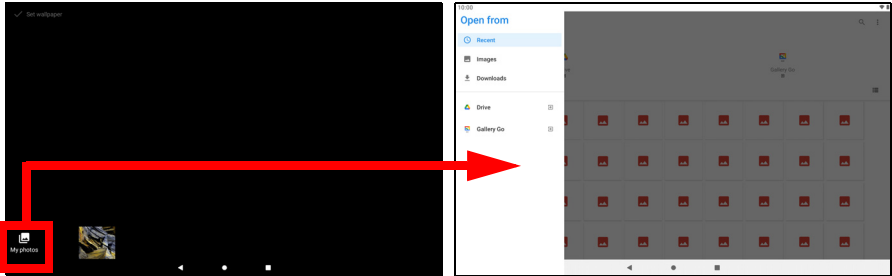 Set wallpaper
My photos
10:00
Open from
Recent
Images
Downloads
Drive
Gallery Go
Gallery Go